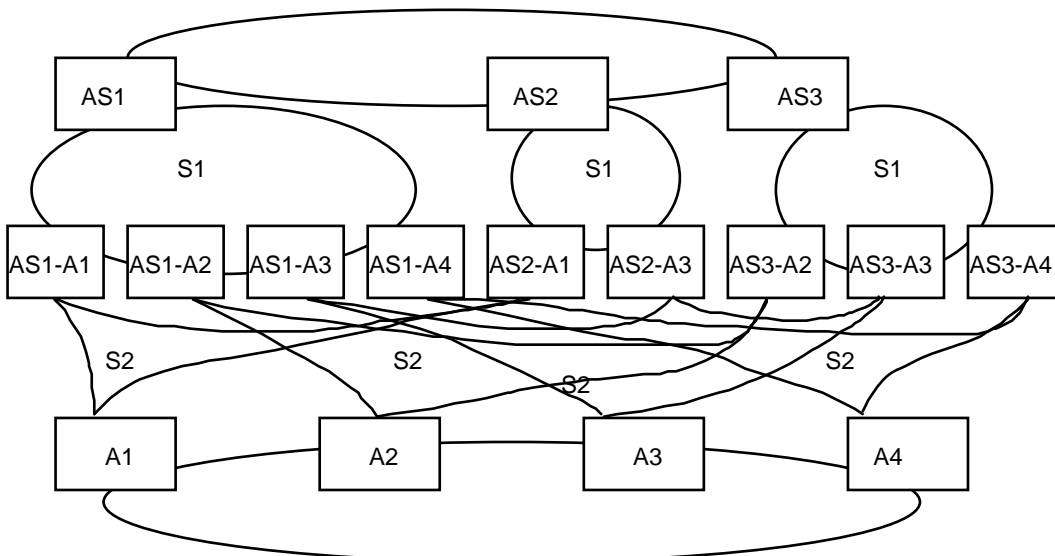 AS1
AS2
AS3
S1
S1
S1
AS1-A1
AS1-A2
AS1-A3
AS1-A4
AS2-A1
AS2-A3
AS3-A2
AS3-A3
AS3-A4
S2
S2
S2
S2
A1
A2
A3
A4